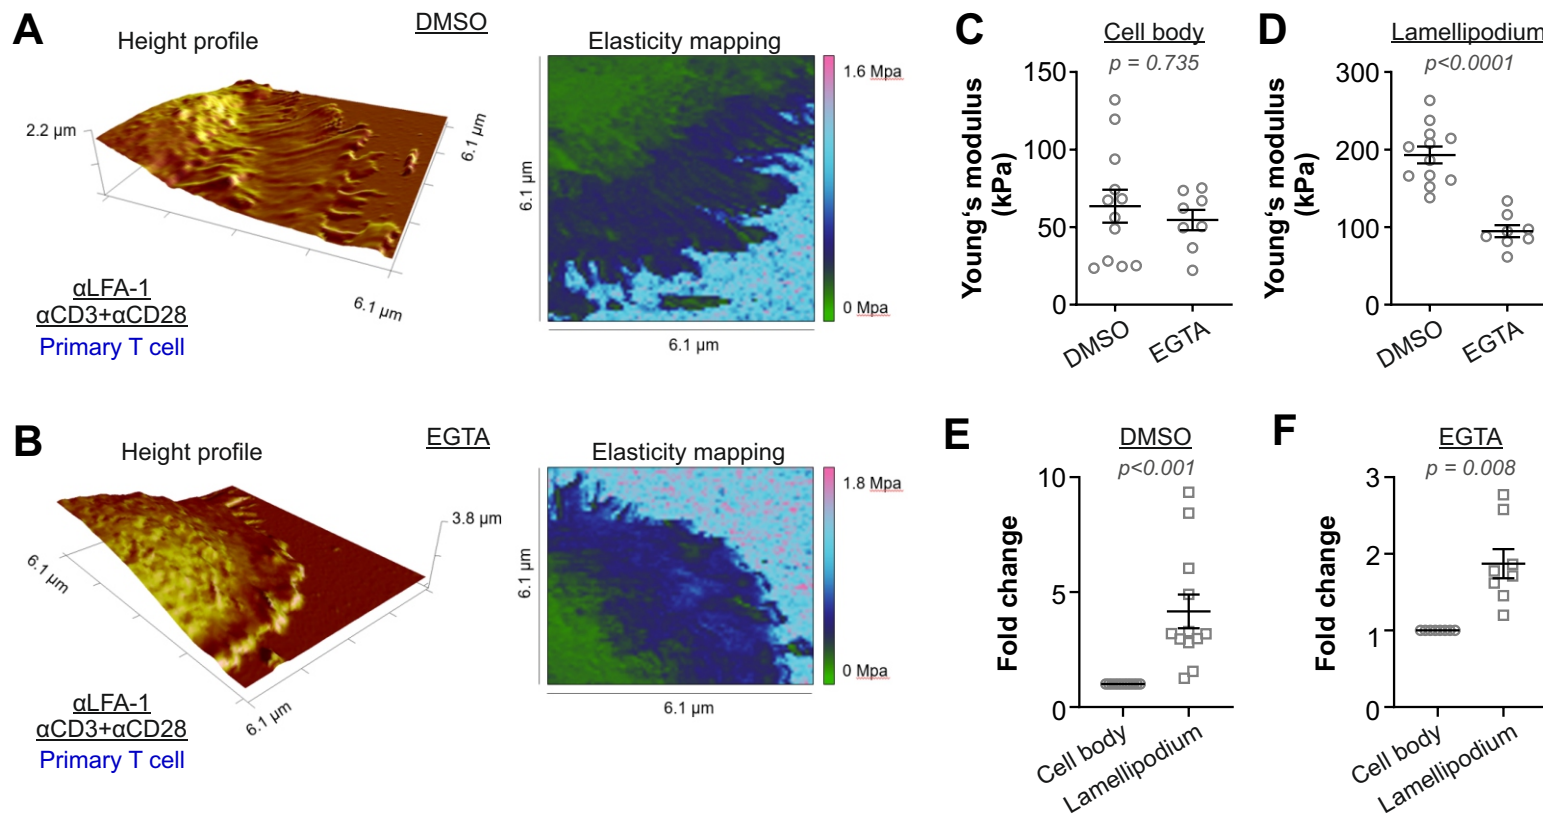 A
DMSO
Height profile
Elasticity mapping
2.2 µm
6.1 µm
6.1 µm
6.1 µm
6.1 µm
1.6 Mpa
0 Mpa
αLFA-1
αCD3+αCD28
Primary T cell
B
EGTA
Height profile
Elasticity mapping
3.8 µm
6.1 µm
6.1 µm
6.1 µm
6.1 µm
1.8 Mpa
0 Mpa
αLFA-1
αCD3+αCD28
Primary T cell
C
Cell body
p = 0.735
Young‘s modulus
(kPa)
150
100
50
0
DMSO
EGTA
D
Lamellipodium
p<0.0001
Young‘s modulus
(kPa)
300
200
100
0
DMSO
EGTA
E
DMSO
p<0.001
Fold change
10
5
0
Cell body
Lamellipodium
F
EGTA
p = 0.008
Fold change
3
2
1
0
Cell body
Lamellipodium